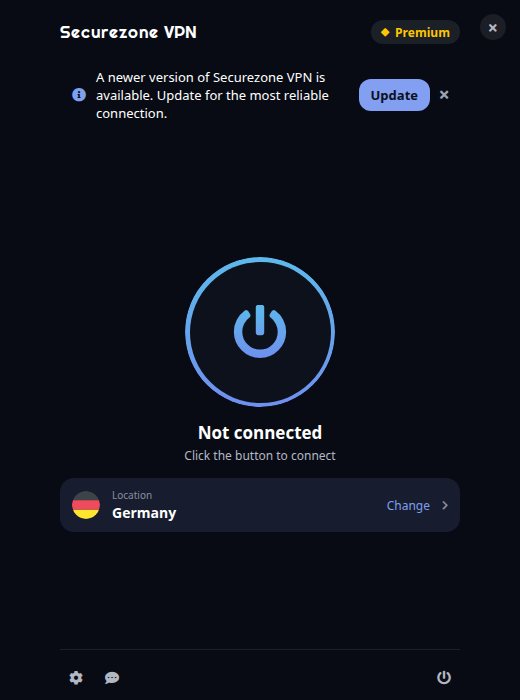 Securezone VPN
Premium
A newer version of Securezone VPN is
available. Update for the most reliable
connection.
Update
Not connected
Click the button to connect
Location
Germany
Change